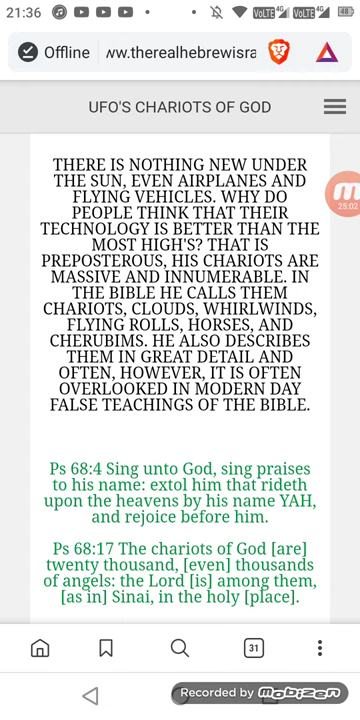 21:36
VoLTE 4G VoLTE 4G 48
Offline
ww.therealhebrewisra
UFO'S CHARIOTS OF GOD
THERE IS NOTHING NEW UNDER
THE SUN, EVEN AIRPLANES AND
FLYING VEHICLES. WHY DO
PEOPLE THINK THAT THEIR
TECHNOLOGY IS BETTER THAN THE
MOST HIGH'S? THAT IS
PREPOSTEROUS, HIS CHARIOTS ARE
MASSIVE AND INNUMERABLE. IN
THE BIBLE HE CALLS THEM
CHARIOTS, CLOUDS, WHIRLWINDS,
FLYING ROLLS, HORSES, AND
CHERUBIMS. HE ALSO DESCRIBES
THEM IN GREAT DETAIL AND
OFTEN, HOWEVER, IT IS OFTEN
OVERLOOKED IN MODERN DAY
FALSE TEACHINGS OF THE BIBLE.
25:02
Ps 68:4 Sing unto God, sing praises
to his name: extol him that rideth
upon the heavens by his name YAH,
and rejoice before him.
Ps 68:17 The chariots of God [are]
twenty thousand, [even] thousands
of angels: the Lord [is] among them,
[as in] Sinai, in the holy [place].
31
Recorded by mobizen